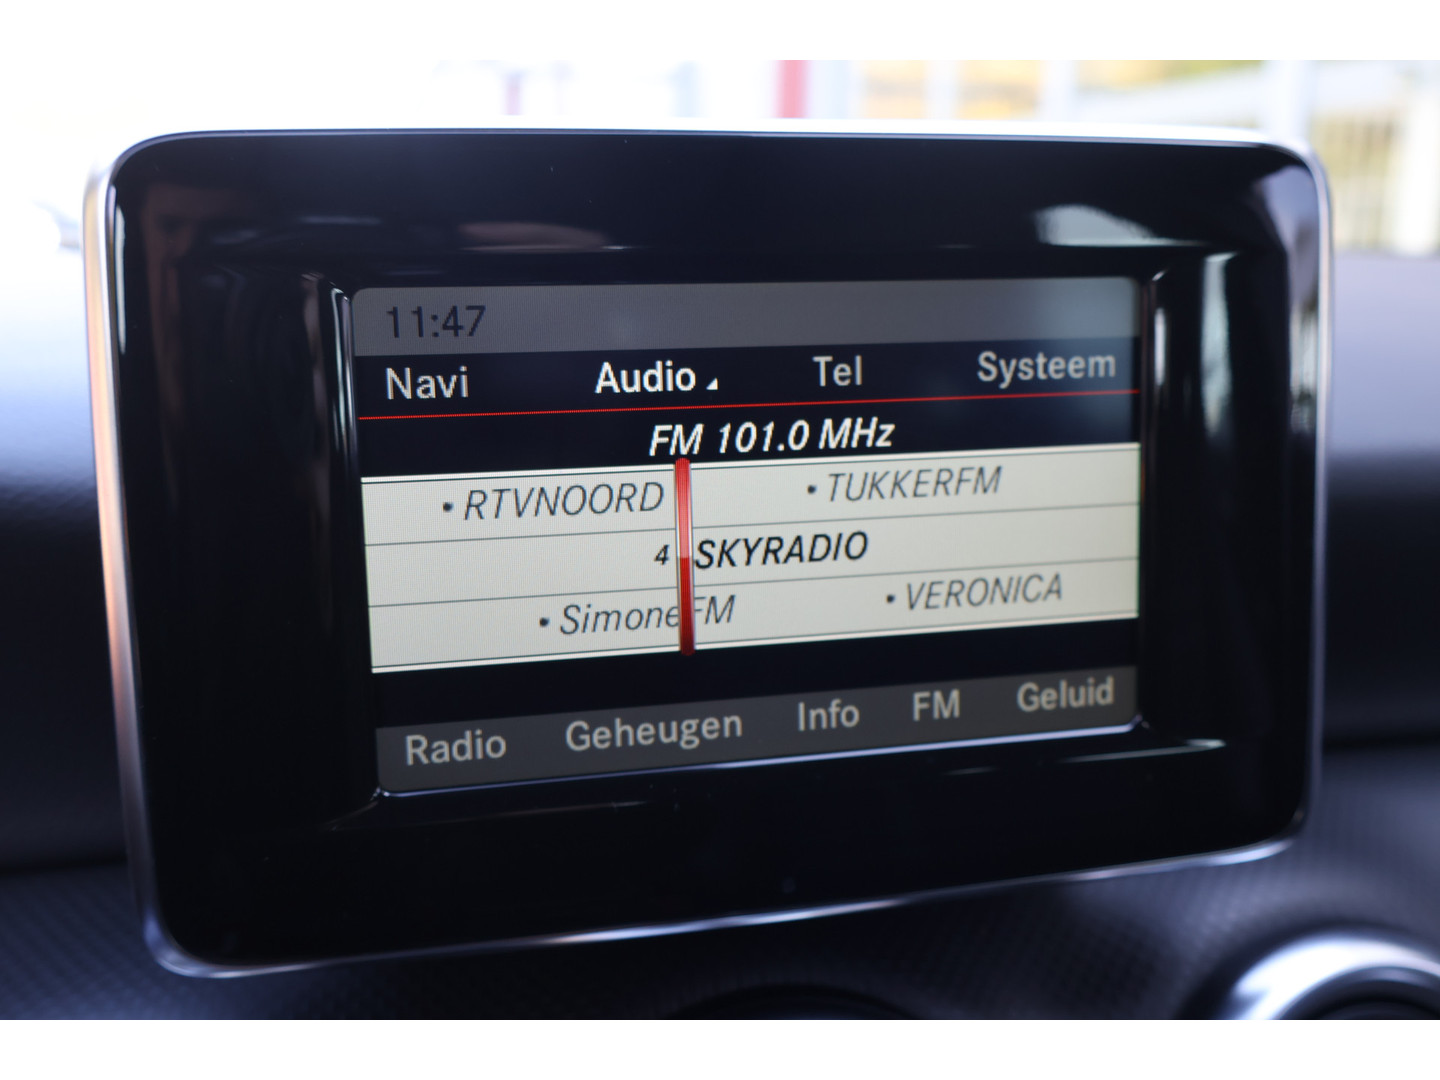 11:47
Navi Audio Tel Systeem
FM 101.0 MHz
• RTVNOORD • TUKKERFM
4 SKYRADIO
• SimoneFM • VERONICA
Radio Geheugen Info FM Geluid